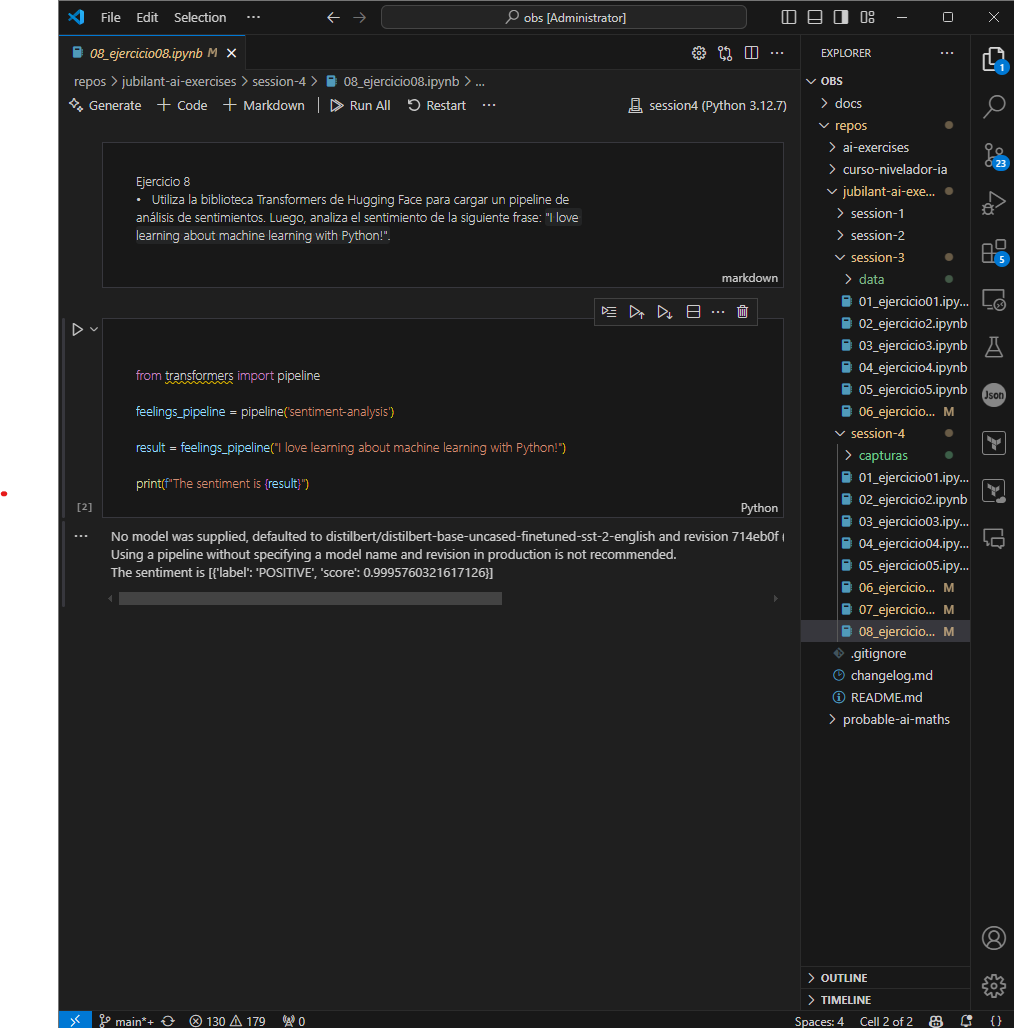 File Edit Selection ··· obs [Administrator]
08_ejercicio08.ipynb M
repos > jubilant-ai-exercises > session-4 > 08_ejercicio08.ipynb > ...
Generate + Code + Markdown Run All Restart ··· session4 (Python 3.12.7)
Ejercicio 8
• Utiliza la biblioteca Transformers de Hugging Face para cargar un pipeline de
análisis de sentimientos. Luego, analiza el sentimiento de la siguiente frase: "I love
learning about machine learning with Python!".
markdown
from transformers import pipeline
feelings_pipeline = pipeline('sentiment-analysis')
result = feelings_pipeline("I love learning about machine learning with Python!")
print(f"The sentiment is {result}")
[2]
Python
No model was supplied, defaulted to distilbert/distilbert-base-uncased-finetuned-sst-2-english and revision 714eb0f (
Using a pipeline without specifying a model name and revision in production is not recommended.
The sentiment is [{'label': 'POSITIVE', 'score': 0.9995760321617126}]
EXPLORER
OBS
docs
repos
ai-exercises
curso-nivelador-ia
jubilant-ai-exe...
session-1
session-2
session-3
data
01_ejercicio01.ipy...
02_ejercicio2.ipynb
03_ejercicio3.ipynb
04_ejercicio4.ipynb
05_ejercicio5.ipynb
06_ejercicio... M
session-4
capturas
01_ejercicio01.ipy...
02_ejercicio2.ipynb
03_ejercicio03.ipy...
04_ejercicio04.ipy...
05_ejercicio05.ipy...
06_ejercicio... M
07_ejercicio... M
08_ejercicio... M
.gitignore
changelog.md
README.md
probable-ai-maths
OUTLINE
TIMELINE
1
23
5
Json
main*+ 130 179 0 Spaces: 4 Cell 2 of 2